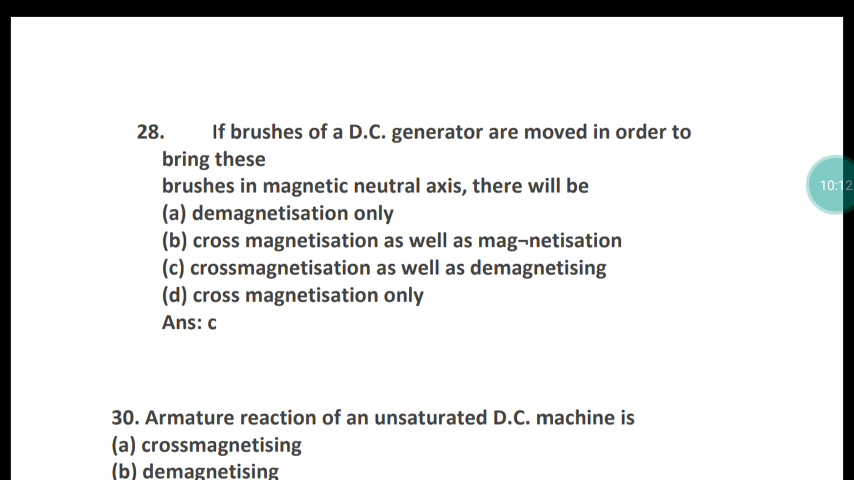 28. If brushes of a D.C. generator are moved in order to
bring these
brushes in magnetic neutral axis, there will be
(a) demagnetisation only
(b) cross magnetisation as well as mag¬netisation
(c) crossmagnetisation as well as demagnetising
(d) cross magnetisation only
Ans: c
10:12
30. Armature reaction of an unsaturated D.C. machine is
(a) crossmagnetising
(b) demagnetising